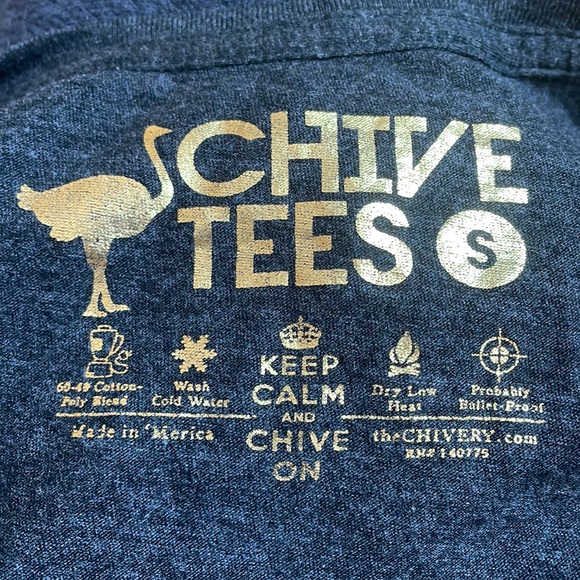 CHIVE
TEES S
60-40 Cotton-
Poly Blend
Wash
Cold Water
KEEP
CALM
AND
CHIVE
ON
Dry Low
Heat
Probably
Bullet-Proof
Made in 'Merica
theCHIVERY.com
RN# 140775